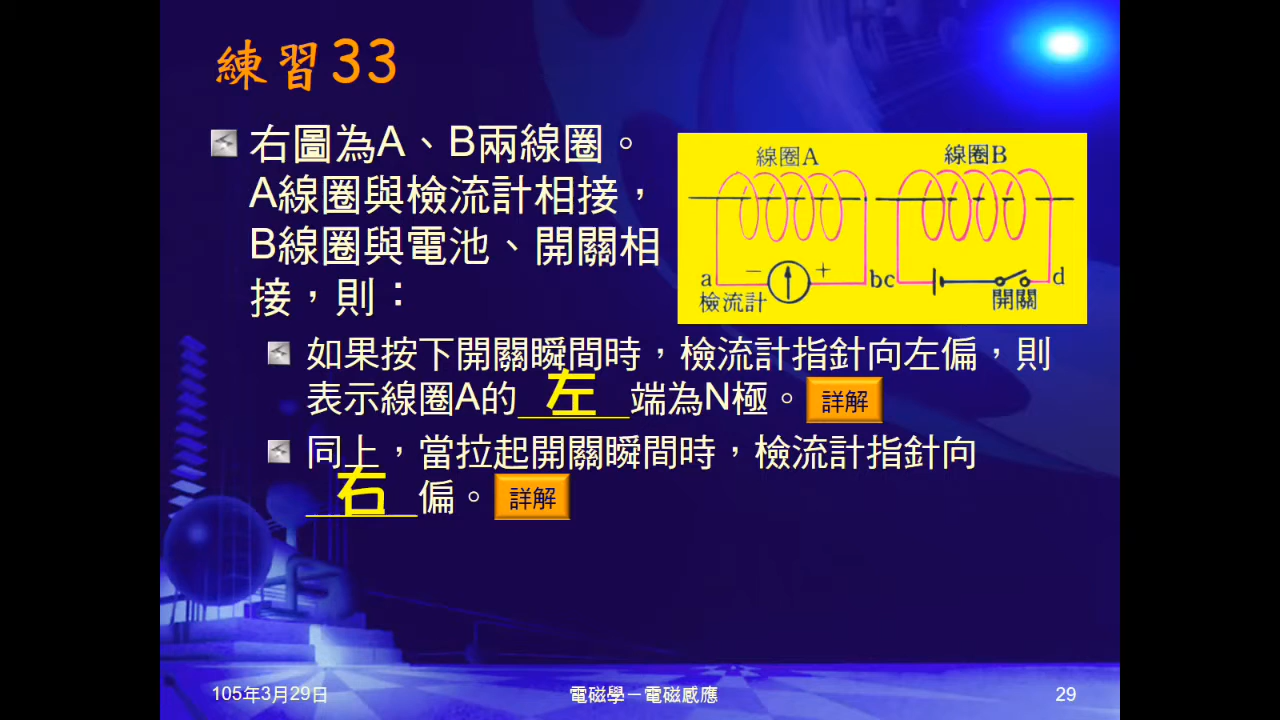 練習33
右圖為A、B兩線圈。
A線圈與檢流計相接，
B線圈與電池、開關相
接，則：
線圈A
線圈B
a
−
+
bc
d
檢流計
開關
如果按下開關瞬間時，檢流計指針向左偏，則
表示線圈A的左端為N極。 詳解
同上，當拉起開關瞬間時，檢流計指針向
右偏。 詳解
105年3月29日
電磁學－電磁感應
29